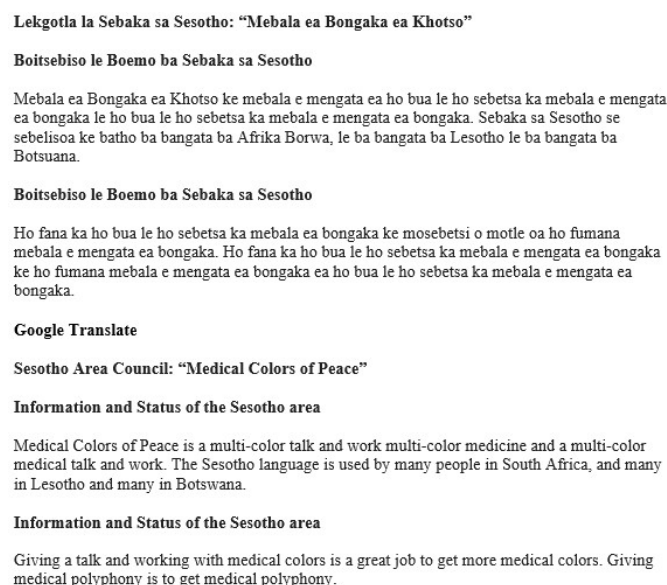 Lekgotla la Sebaka sa Sesotho: “Mebala ea Bongaka ea Khotso”
Boitsebiso le Boemo ba Sebaka sa Sesotho
Mebala ea Bongaka ea Khotso ke mebala e mengata ea ho bua le ho sebetsa ka mebala e mengata
ea bongaka le ho bua le ho sebetsa ka mebala e mengata ea bongaka. Sebaka sa Sesotho se
sebelisoa ke batho ba bangata ba Afrika Borwa, le ba bangata ba Lesotho le ba bangata ba
Botsuana.
Boitsebiso le Boemo ba Sebaka sa Sesotho
Ho fana ka ho bua le ho sebetsa ka mebala ea bongaka ke mosebetsi o motle oa ho fumana
mebala e mengata ea bongaka. Ho fana ka ho bua le ho sebetsa ka mebala e mengata ea bongaka
ke ho fumana mebala e mengata ea bongaka ea ho bua le ho sebetsa ka mebala e mengata ea
bongaka.
Google Translate
Sesotho Area Council: “Medical Colors of Peace”
Information and Status of the Sesotho area
Medical Colors of Peace is a multi-color talk and work multi-color medicine and a multi-color
medical talk and work. The Sesotho language is used by many people in South Africa, and many
in Lesotho and many in Botswana.
Information and Status of the Sesotho area
Giving a talk and working with medical colors is a great job to get more medical colors. Giving
medical polyphony is to get medical polyphony.